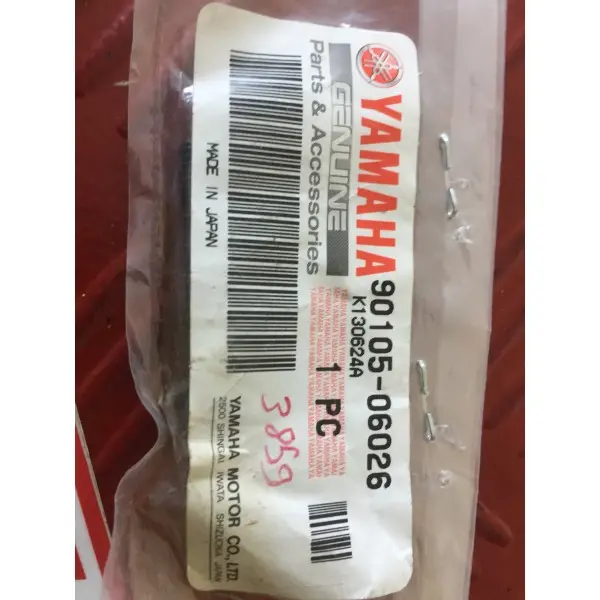 YAMAHA
GENUINE
Parts & Accessories
90105-06026
K130624A
1 PC
MADE IN JAPAN
3859
YAMAHA MOTOR CO., LTD.
2500 SHINGAI, IWATA SHIZUOKA JAPAN